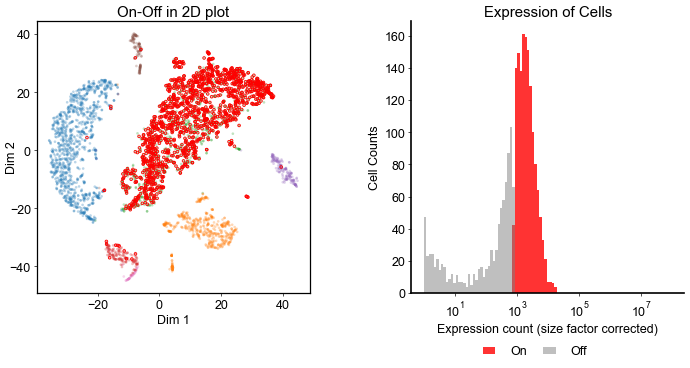 On-Off in 2D plot
40
20
0
−20
−40
Dim 2
−20 0 20 40
Dim 1
Expression of Cells
160
140
120
100
80
60
40
20
0
Cell Counts
10^1 10^3 10^5 10^7
Expression count (size factor corrected)
On Off